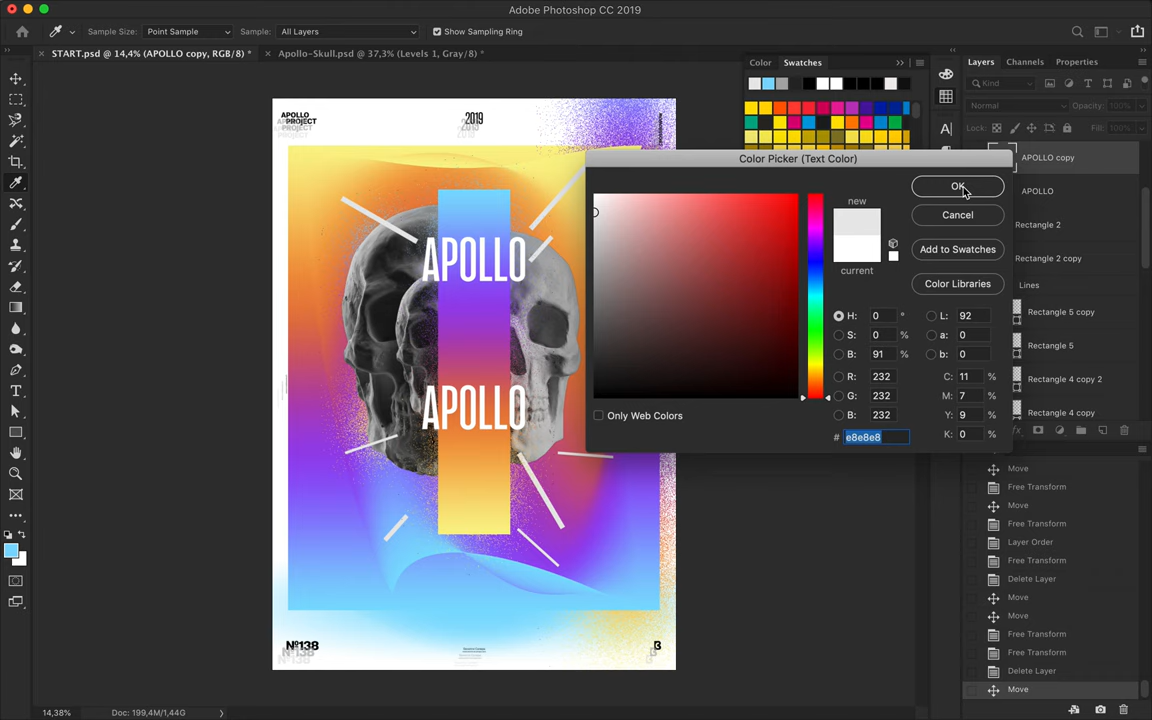 Adobe Photoshop CC 2019
Sample Size: Point Sample Sample: All Layers Show Sampling Ring
START.psd @ 14,4% (APOLLO copy, RGB/8) * Apollo-Skull.psd @ 37,3% (Levels 1, Gray/8) *
Color Swatches
Layers Channels Properties
Kind
Normal Opacity: 100%
Lock: Fill: 100%
APOLLO copy
APOLLO
Rectangle 2
Rectangle 2 copy
Lines
Rectangle 5 copy
Rectangle 5
Rectangle 4 copy 2
Rectangle 4 copy
Color Picker (Text Color)
new
current
OK
Cancel
Add to Swatches
Color Libraries
H: 0 °
S: 0 %
B: 91 %
R: 232
G: 232
B: 232
# e8e8e8
L: 92
a: 0
b: 0
C: 11 %
M: 7 %
Y: 9 %
K: 0 %
Only Web Colors
APOLLO
PROJECT
PROJECT
2019
2019
APOLLO
APOLLO
Nº138
Nº138
Move
Free Transform
Move
Free Transform
Layer Order
Free Transform
Delete Layer
Move
Move
Free Transform
Free Transform
Delete Layer
Move
14,38% Doc: 199,4M/1,44G